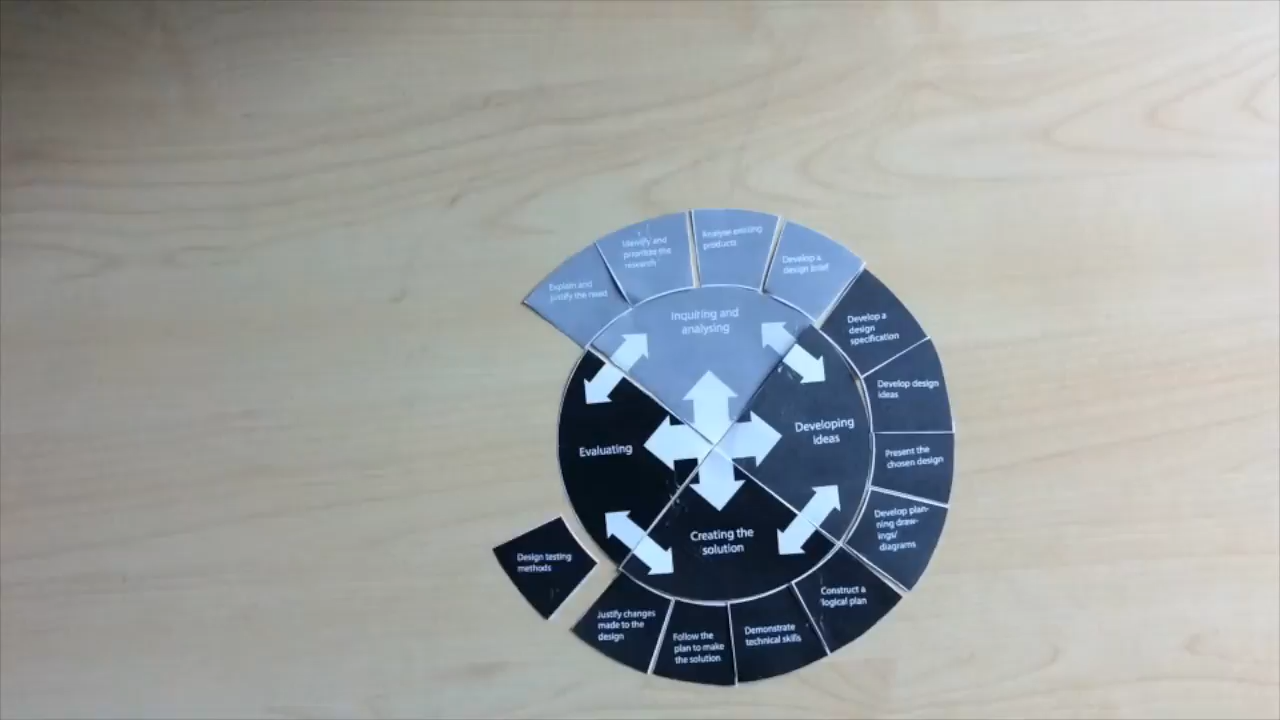 Explain and
justify the need
Identify and
prioritize the
research
Analyse existing
products
Develop a
design brief
Inquiring and
analysing
Develop a
design
specification
Develop design
ideas
Present the
chosen design
Develop plan-
ning draw-
ings/
diagrams
Developing
ideas
Construct a
logical plan
Demonstrate
technical skills
Follow the
plan to make
the solution
Justify changes
made to the
design
Creating the
solution
Design testing
methods
Evaluating